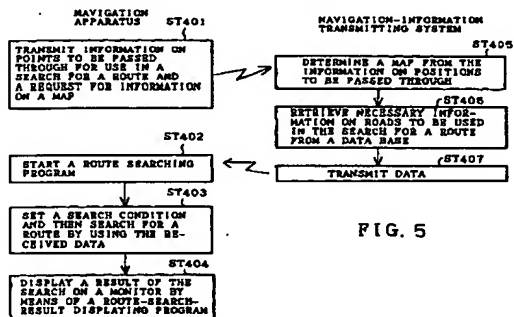 NAVIGATION
APPARATUS
ST401
TRANSMIT INFORMATION ON
POINTS TO BE PASSED
THROUGH FOR USE IN A
SEARCH FOR A ROUTE AND
A REQUEST FOR INFORMATION
ON A MAP
NAVIGATION-INFORMATION
TRANSMITTING SYSTEM
ST405
DETERMINE A MAP FROM THE
INFORMATION ON POSITIONS
TO BE PASSED THROUGH
ST406
RETRIEVE NECESSARY INFOR-
MATION ON ROADS TO BE USED
IN THE SEARCH FOR A ROUTE
FROM A DATA BASE
ST407
TRANSMIT DATA
ST402
START A ROUTE SEARCHING
PROGRAM
ST403
SET A SEARCH CONDITION
AND THEN SEARCH FOR A
ROUTE BY USING THE RE-
CEIVED DATA
ST404
DISPLAY A RESULT OF THE
SEARCH ON A MONITOR BY
MEANS OF A ROUTE-SEARCH-
RESULT DISPLAYING PROGRAM
FIG. 5